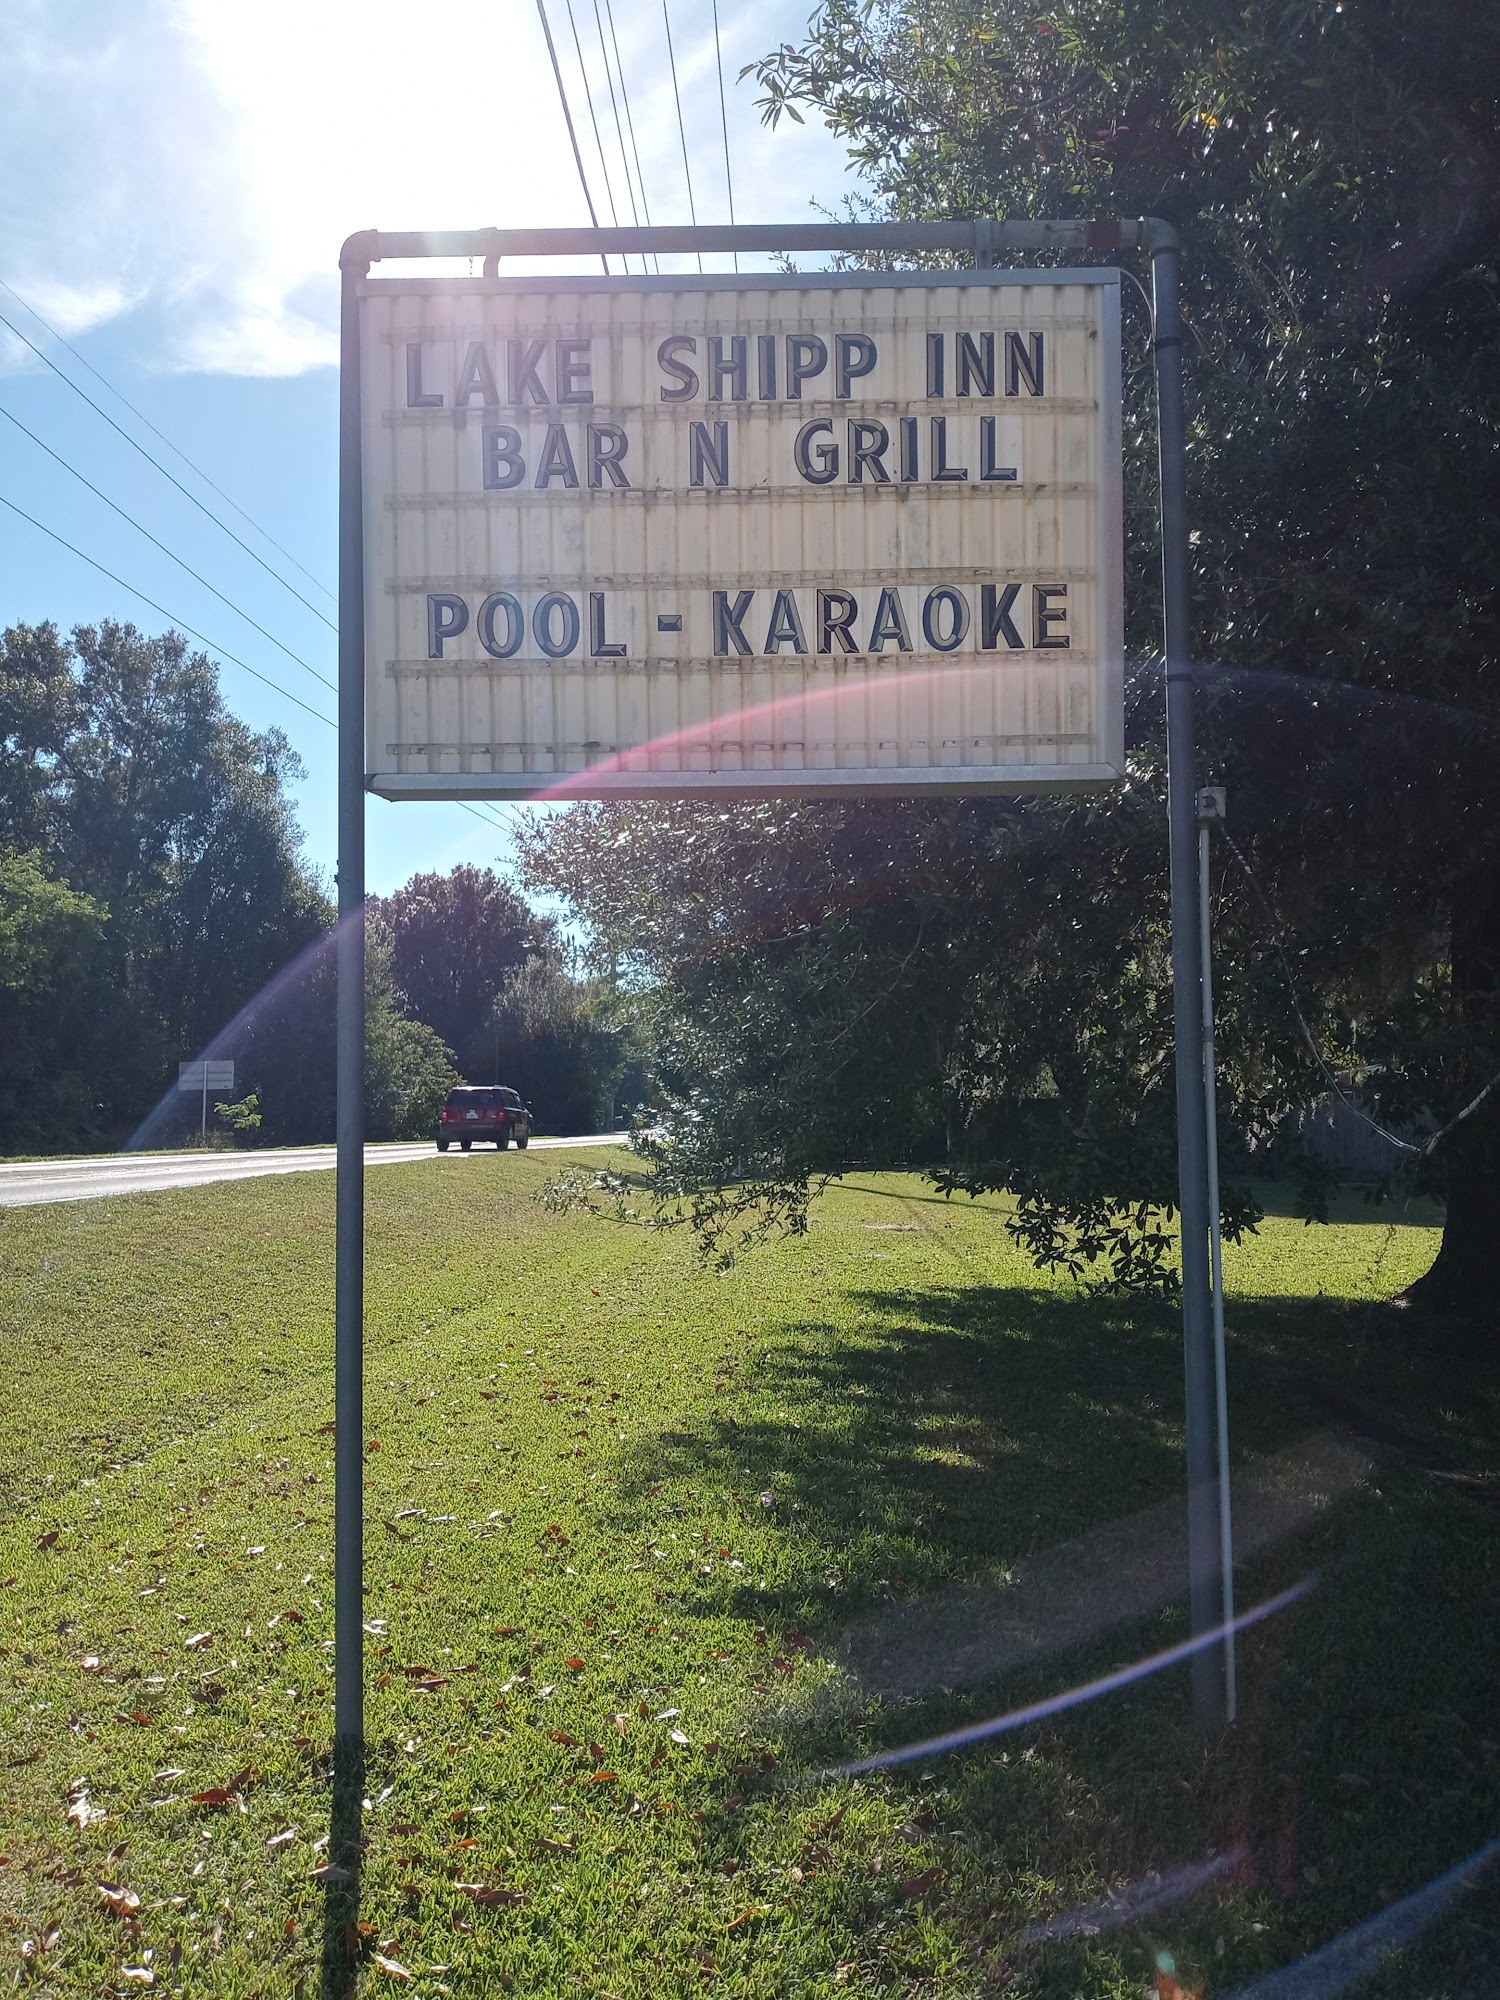 LAKE SHIPP INN
BAR N GRILL
POOL - KARAOKE